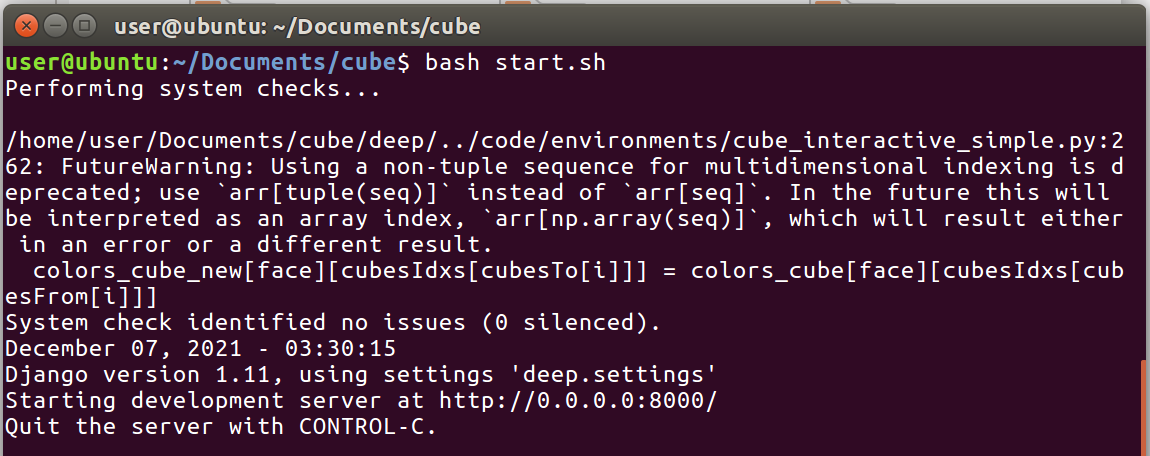 user@ubuntu: ~/Documents/cube
user@ubuntu:~/Documents/cube$ bash start.sh
Performing system checks...
/home/user/Documents/cube/deep/../code/environments/cube_interactive_simple.py:2
62: FutureWarning: Using a non-tuple sequence for multidimensional indexing is d
eprecated; use `arr[tuple(seq)]` instead of `arr[seq]`. In the future this will
be interpreted as an array index, `arr[np.array(seq)]`, which will result either
 in an error or a different result.
  colors_cube_new[face][cubesIdxs[cubesTo[i]]] = colors_cube[face][cubesIdxs[cub
esFrom[i]]]
System check identified no issues (0 silenced).
December 07, 2021 - 03:30:15
Django version 1.11, using settings 'deep.settings'
Starting development server at http://0.0.0.0:8000/
Quit the server with CONTROL-C.